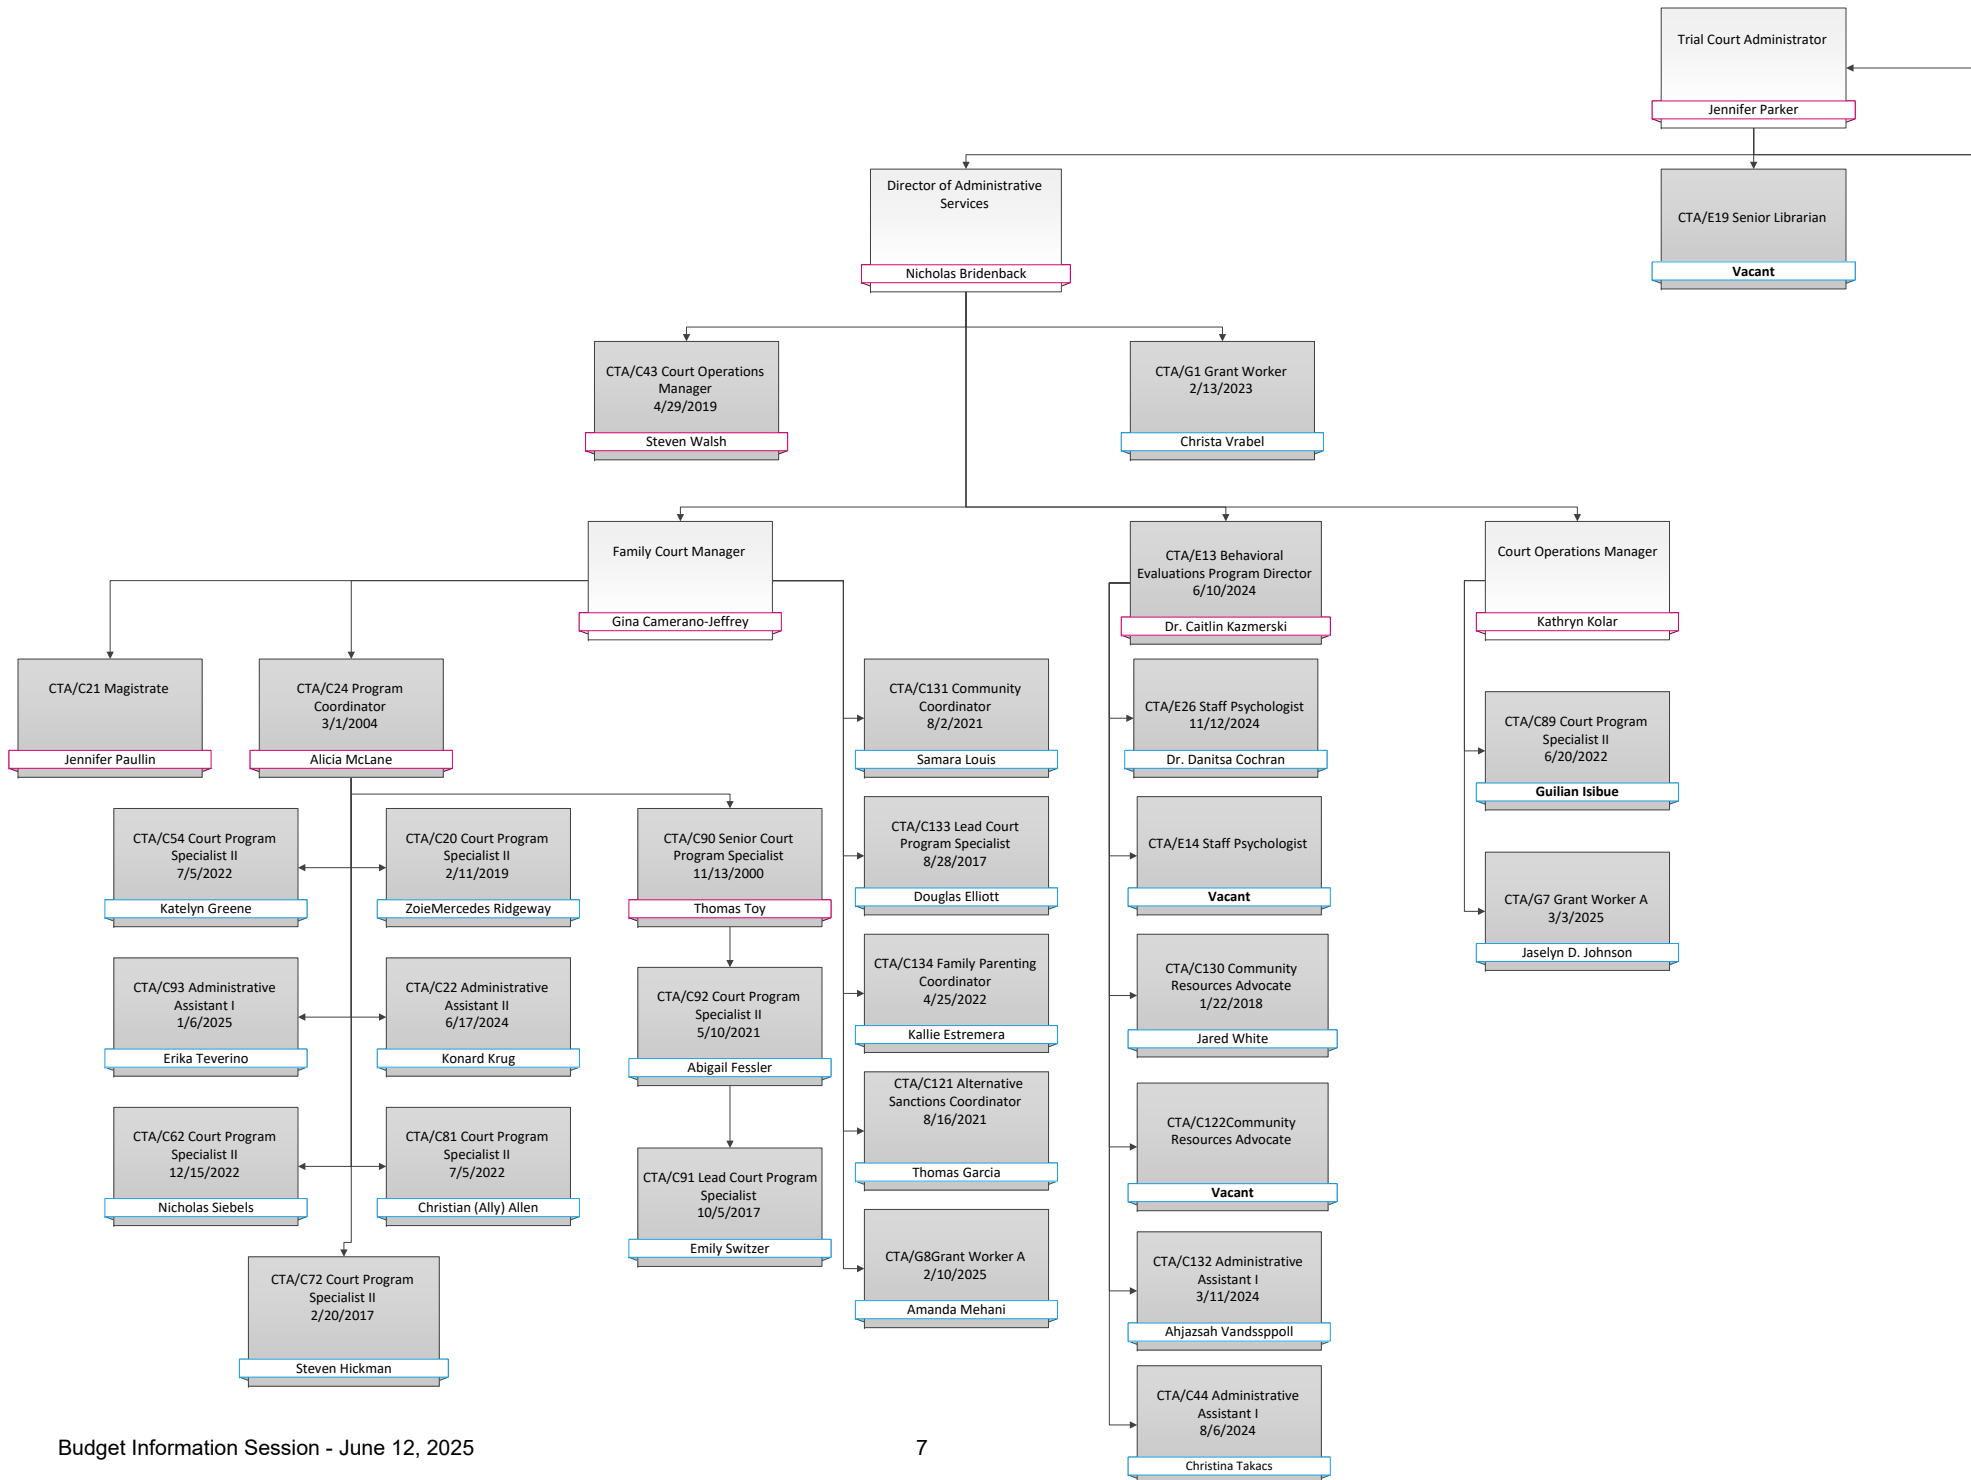 Trial Court Administrator
Jennifer Parker
Director of Administrative
Services
Nicholas Bridenback
CTA/E19 Senior Librarian
Vacant
CTA/C43 Court Operations
Manager
4/29/2019
Steven Walsh
CTA/G1 Grant Worker
2/13/2023
Christa Vrabel
Family Court Manager
Gina Camerano-Jeffrey
CTA/E13 Behavioral
Evaluations Program Director
6/10/2024
Dr. Caitlin Kazmerski
Court Operations Manager
Kathryn Kolar
CTA/C21 Magistrate
Jennifer Paullin
CTA/C24 Program
Coordinator
3/1/2004
Alicia McLane
CTA/C54 Court Program
Specialist II
7/5/2022
Katelyn Greene
CTA/C20 Court Program
Specialist II
2/11/2019
ZoieMercedes Ridgeway
CTA/C93 Administrative
Assistant I
1/6/2025
Erika Teverino
CTA/C22 Administrative
Assistant II
6/17/2024
Konard Krug
CTA/C62 Court Program
Specialist II
12/15/2022
Nicholas Siebels
CTA/C81 Court Program
Specialist II
7/5/2022
Christian (Ally) Allen
CTA/C72 Court Program
Specialist II
2/20/2017
Steven Hickman
CTA/C90 Senior Court
Program Specialist
11/13/2000
Thomas Toy
CTA/C92 Court Program
Specialist II
5/10/2021
Abigail Fessler
CTA/C91 Lead Court Program
Specialist
10/5/2017
Emily Switzer
CTA/C131 Community
Coordinator
8/2/2021
Samara Louis
CTA/C133 Lead Court
Program Specialist
8/28/2017
Douglas Elliott
CTA/C134 Family Parenting
Coordinator
4/25/2022
Kallie Estremera
CTA/C121 Alternative
Sanctions Coordinator
8/16/2021
Thomas Garcia
CTA/G8Grant Worker A
2/10/2025
Amanda Mehani
CTA/E26 Staff Psychologist
11/12/2024
Dr. Danitsa Cochran
CTA/E14 Staff Psychologist
Vacant
CTA/C130 Community
Resources Advocate
1/22/2018
Jared White
CTA/C122Community
Resources Advocate
Vacant
CTA/C132 Administrative
Assistant I
3/11/2024
Ahjazsah Vandssppoll
CTA/C44 Administrative
Assistant I
8/6/2024
Christina Takacs
CTA/C89 Court Program
Specialist II
6/20/2022
Guilian Isibue
CTA/G7 Grant Worker A
3/3/2025
Jaselyn D. Johnson
Budget Information Session - June 12, 2025
7